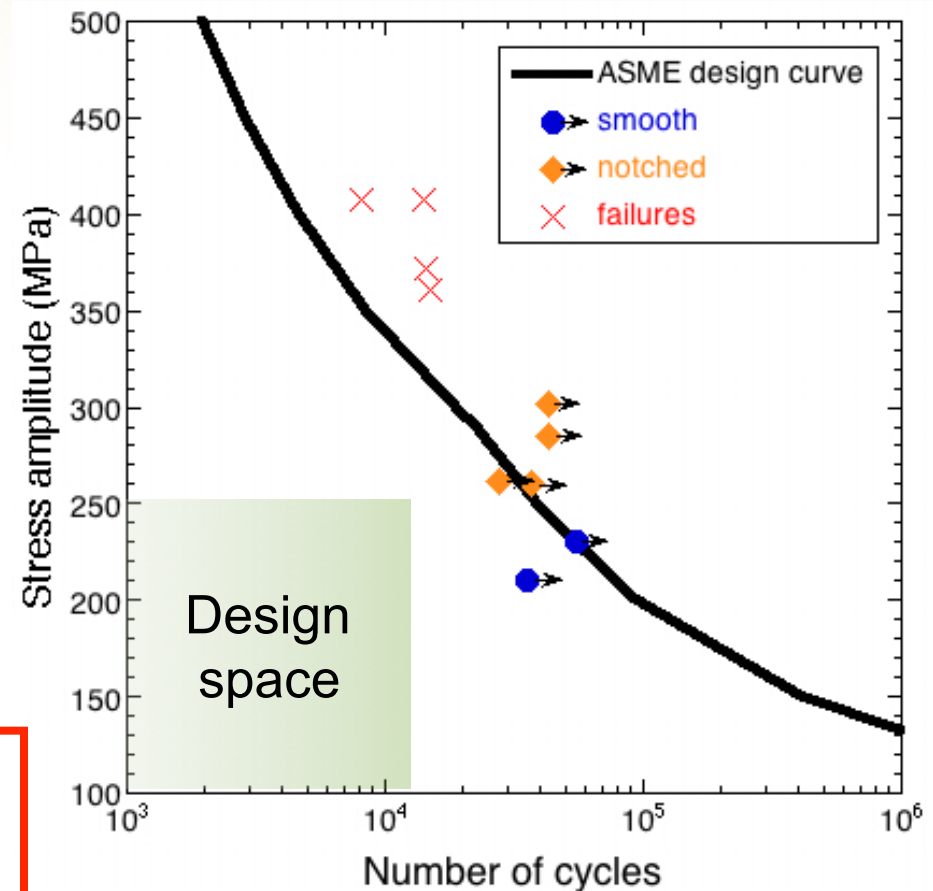 500
450
400
350
300
250
200
150
100
Stress amplitude (MPa)
ASME design curve
smooth
notched
failures
Design
space
10³
10⁴
10⁵
10⁶
Number of cycles